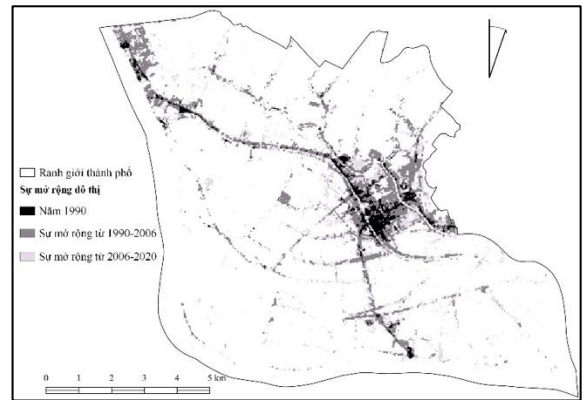 Ranh giới thành phố
Sự mở rộng đô thị
Năm 1990
Sự mở rộng từ 1990-2006
Sự mở rộng từ 2006-2020
0 1 2 3 4 5 km